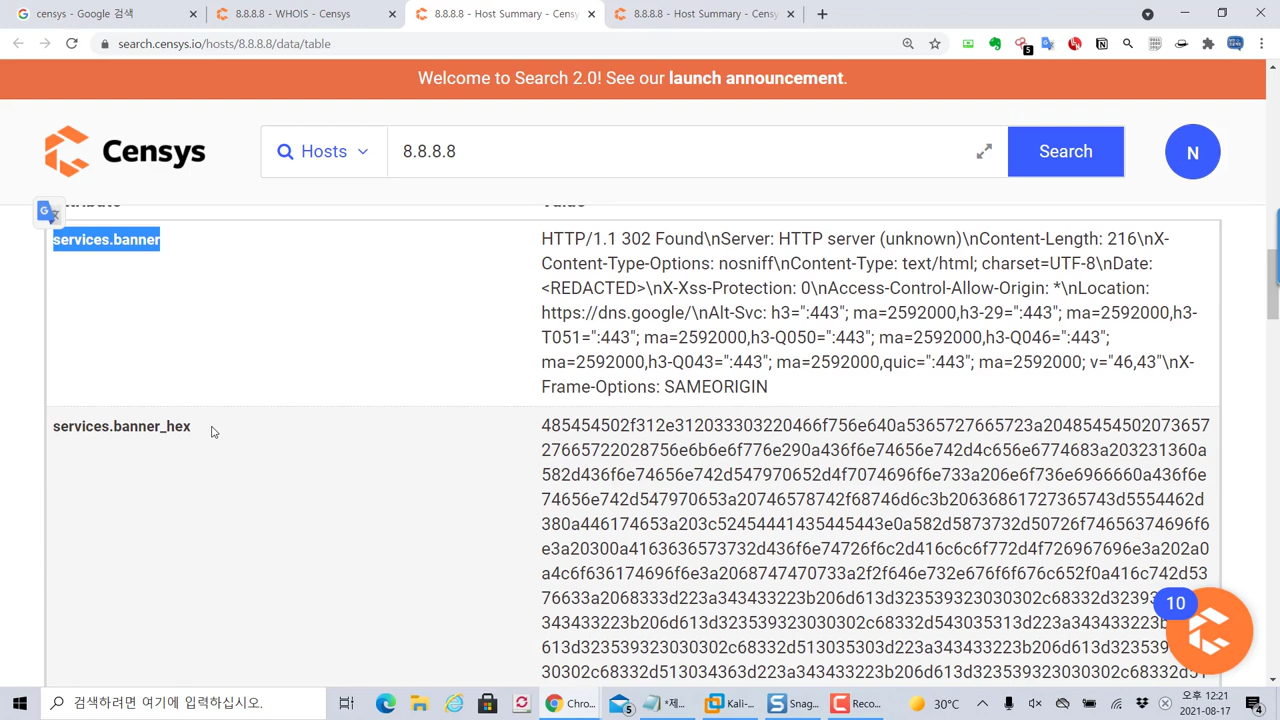 censys - Google 검색
8.8.8.8 - WHOIS - Censys
8.8.8.8 - Host Summary - Censys
8.8.8.8 - Host Summary - Censys
search.censys.io/hosts/8.8.8.8/data/table
5
Welcome to Search 2.0! See our launch announcement.
Censys
Hosts
8.8.8.8
Search
N
Value
services.banner
HTTP/1.1 302 Found\nServer: HTTP server (unknown)\nContent-Length: 216\nX-
Content-Type-Options: nosniff\nContent-Type: text/html; charset=UTF-8\nDate:
<REDACTED>\nX-Xss-Protection: 0\nAccess-Control-Allow-Origin: *\nLocation:
https://dns.google/\nAlt-Svc: h3=":443"; ma=2592000,h3-29=":443"; ma=2592000,h3-
T051=":443"; ma=2592000,h3-Q050=":443"; ma=2592000,h3-Q046=":443";
ma=2592000,h3-Q043=":443"; ma=2592000,quic=":443"; ma=2592000; v="46,43"\nX-
Frame-Options: SAMEORIGIN
services.banner_hex
485454502f312e312033303220466f756e640a5365727665723a20485454502073657
27665722028756e6b6e6f776e290a436f6e74656e742d4c656e6774683a203231360a
582d436f6e74656e742d547970652d4f7074696f6e733a206e6f736e6966660a436f6e
74656e742d547970653a20746578742f68746d6c3b20636861727365743d5554462d
380a446174653a203c52454441435445443e0a582d5873732d50726f74656374696f6
e3a20300a4163636573732d436f6e74726f6c2d416c6c6f772d4f726967696e3a202a0
a4c6f636174696f6e3a2068747470733a2f2f646e732e676f6f676c652f0a416c742d53
76633a2068333d223a343433223b206d613d323539323030302c68332d32393
343433223b206d613d323539323030302c68332d543035313d223a343433223b
613d323539323030302c68332d513035303d223a343433223b206d613d3235393
30302c68332d513034363d223a343433223b206d613d323539323030302c68332d51
10
검색하려면 여기에 입력하십시오.
Chro...
5
*제...
Kali-...
Snag...
Reco...
30°C
오후 12:21
2021-08-17
4